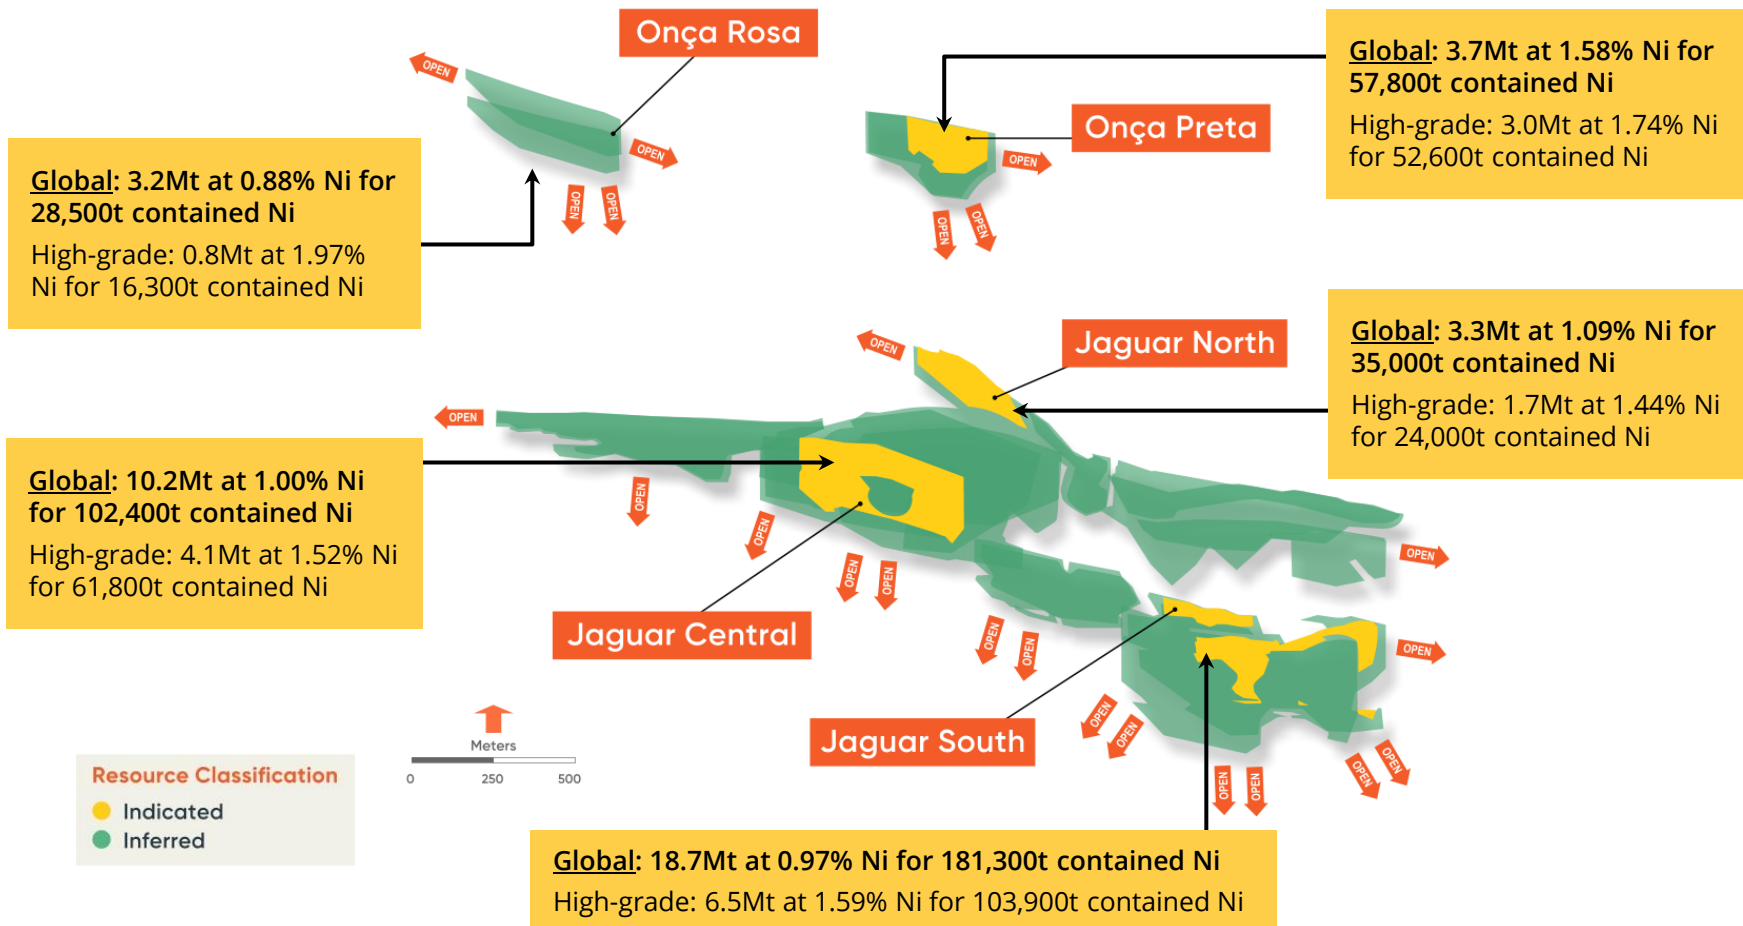 Onça Rosa
OPEN
OPEN
OPEN
OPEN
Global: 3.2Mt at 0.88% Ni for
28,500t contained Ni
High-grade: 0.8Mt at 1.97%
Ni for 16,300t contained Ni
Onça Preta
OPEN
OPEN
OPEN
Global: 3.7Mt at 1.58% Ni for
57,800t contained Ni
High-grade: 3.0Mt at 1.74% Ni
for 52,600t contained Ni
Jaguar North
OPEN
Global: 3.3Mt at 1.09% Ni for
35,000t contained Ni
High-grade: 1.7Mt at 1.44% Ni
for 24,000t contained Ni
OPEN
Global: 10.2Mt at 1.00% Ni
for 102,400t contained Ni
High-grade: 4.1Mt at 1.52% Ni
for 61,800t contained Ni
OPEN
OPEN
OPEN
OPEN
OPEN
Jaguar Central
OPEN
OPEN
OPEN
Jaguar South
OPEN
OPEN
OPEN
OPEN
OPEN
OPEN
Meters
0 250 500
Resource Classification
Indicated
Inferred
Global: 18.7Mt at 0.97% Ni for 181,300t contained Ni
High-grade: 6.5Mt at 1.59% Ni for 103,900t contained Ni